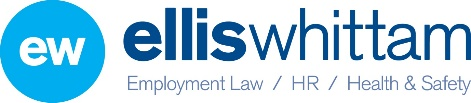 ew elliswhittam
Employment Law / HR / Health & Safety